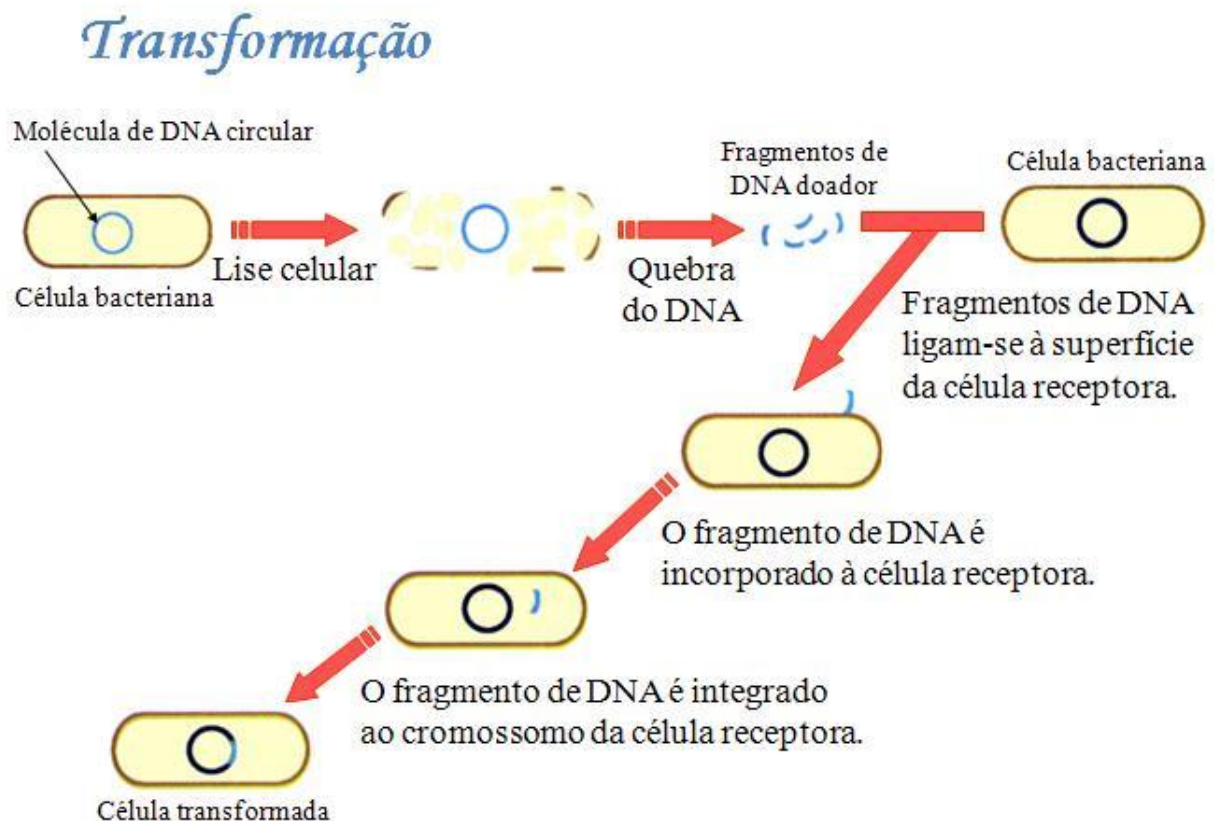 Transformação
Molécula de DNA circular
Célula bacteriana
Lise celular
Quebra
do DNA
Fragmentos de
DNA doador
Célula bacteriana
Fragmentos de DNA
ligam-se à superfície
da célula receptora.
O fragmento de DNA é
incorporado à célula receptora.
O fragmento de DNA é integrado
ao cromossomo da célula receptora.
Célula transformada